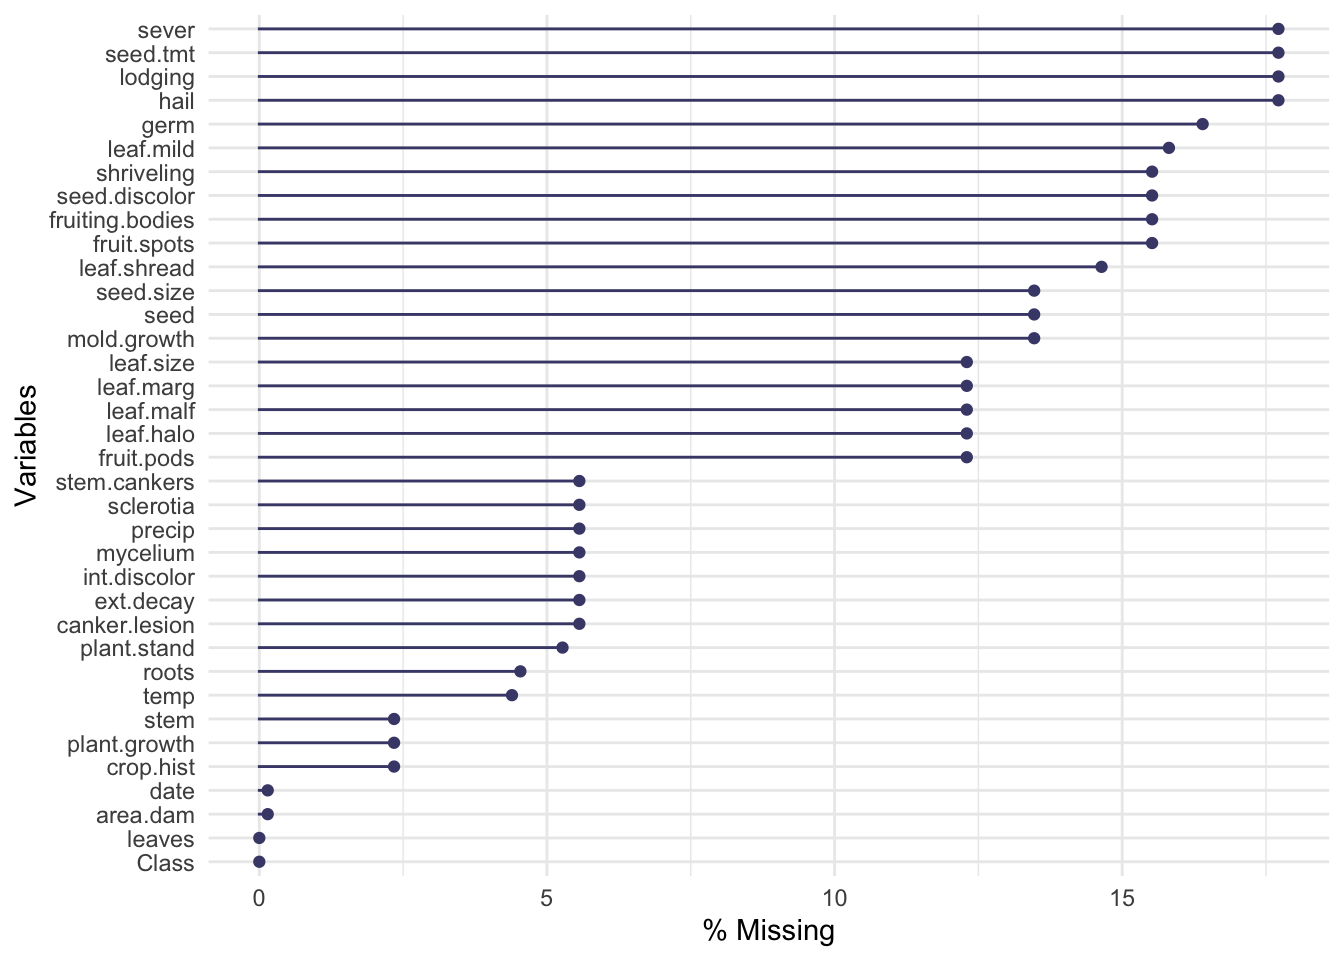 sever
seed.tmt
lodging
hail
germ
leaf.mild
shriveling
seed.discolor
fruiting.bodies
fruit.spots
leaf.shread
seed.size
seed
mold.growth
leaf.size
leaf.marg
leaf.malf
leaf.halo
fruit.pods
stem.cankers
sclerotia
precip
mycelium
int.discolor
ext.decay
canker.lesion
plant.stand
roots
temp
stem
plant.growth
crop.hist
date
area.dam
leaves
Class
Variables
0 5 10 15
% Missing